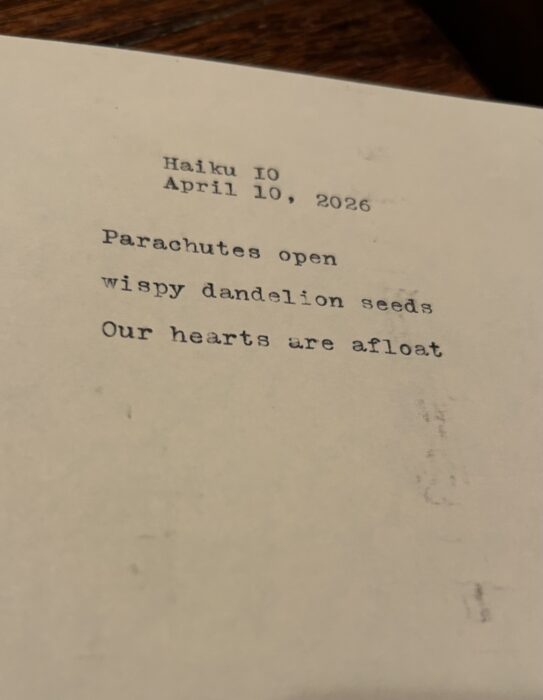 Haiku IO
April 10, 2026
Parachutes open
wispy dandelion seeds
Our hearts are afloat